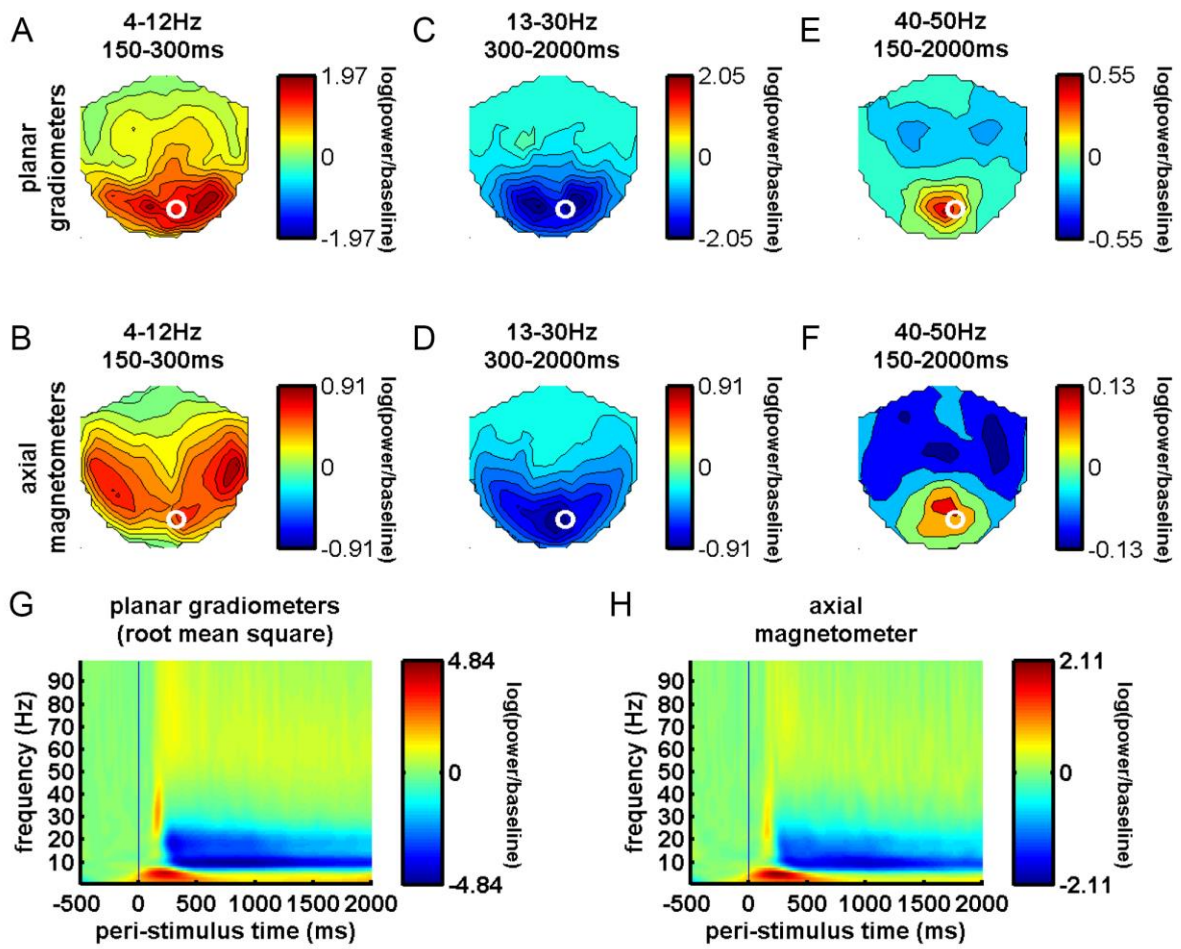 A
4-12Hz
150-300ms
planar
gradiometers
1.97
0
-1.97
log(power/baseline)
C
13-30Hz
300-2000ms
2.05
0
-2.05
log(power/baseline)
E
40-50Hz
150-2000ms
0.55
0
-0.55
log(power/baseline)
B
4-12Hz
150-300ms
axial
magnetometers
0.91
0
-0.91
log(power/baseline)
D
13-30Hz
300-2000ms
0.91
0
-0.91
log(power/baseline)
F
40-50Hz
150-2000ms
0.13
0
-0.13
log(power/baseline)
G
planar gradiometers
(root mean square)
frequency (Hz)
90
80
70
60
50
40
30
20
10
-500 0 500 1000 1500 2000
peri-stimulus time (ms)
4.84
0
-4.84
log(power/baseline)
H
axial
magnetometer
frequency (Hz)
90
80
70
60
50
40
30
20
10
-500 0 500 1000 1500 2000
peri-stimulus time (ms)
2.11
0
-2.11
log(power/baseline)